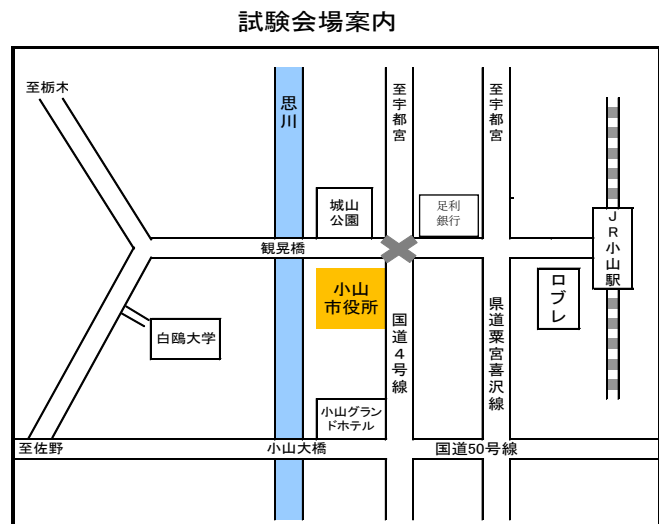 試験会場案内
至栃木
思川
至宇都宮
至宇都宮
城山
公園
足利
銀行
JR小山駅
観晃橋
小山
市役所
ロブレ
国道4号線
県道粟宮喜沢線
白鴎大学
小山グラン
ドホテル
至佐野
小山大橋
国道50号線